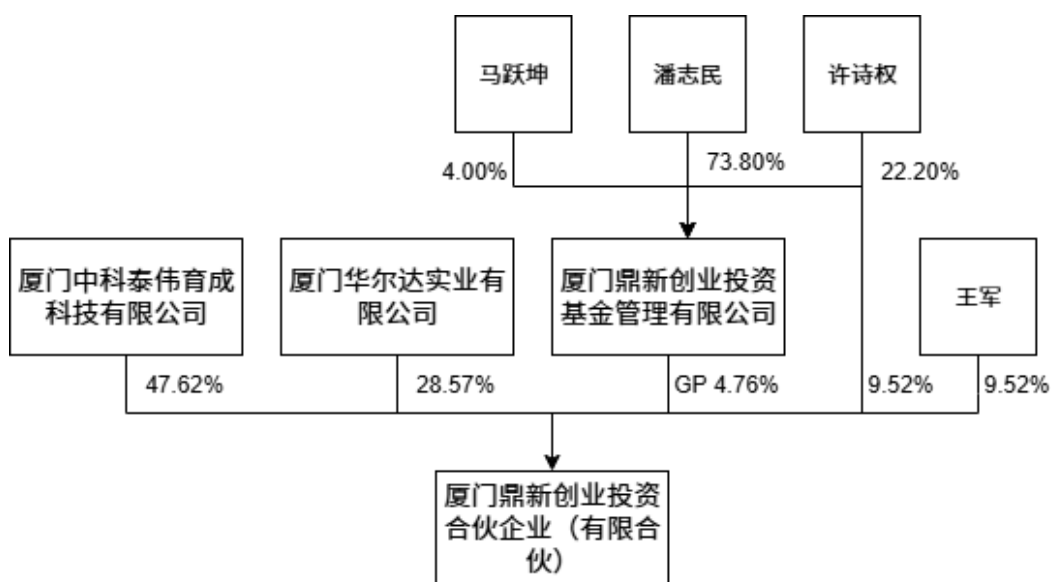 马跃坤
潘志民
许诗权
4.00%
73.80%
22.20%
厦门中科泰伟育成
科技有限公司
厦门华尔达实业有
限公司
厦门鼎新创业投资
基金管理有限公司
王军
47.62%
28.57%
GP 4.76%
9.52%
9.52%
厦门鼎新创业投资
合伙企业（有限合
伙）